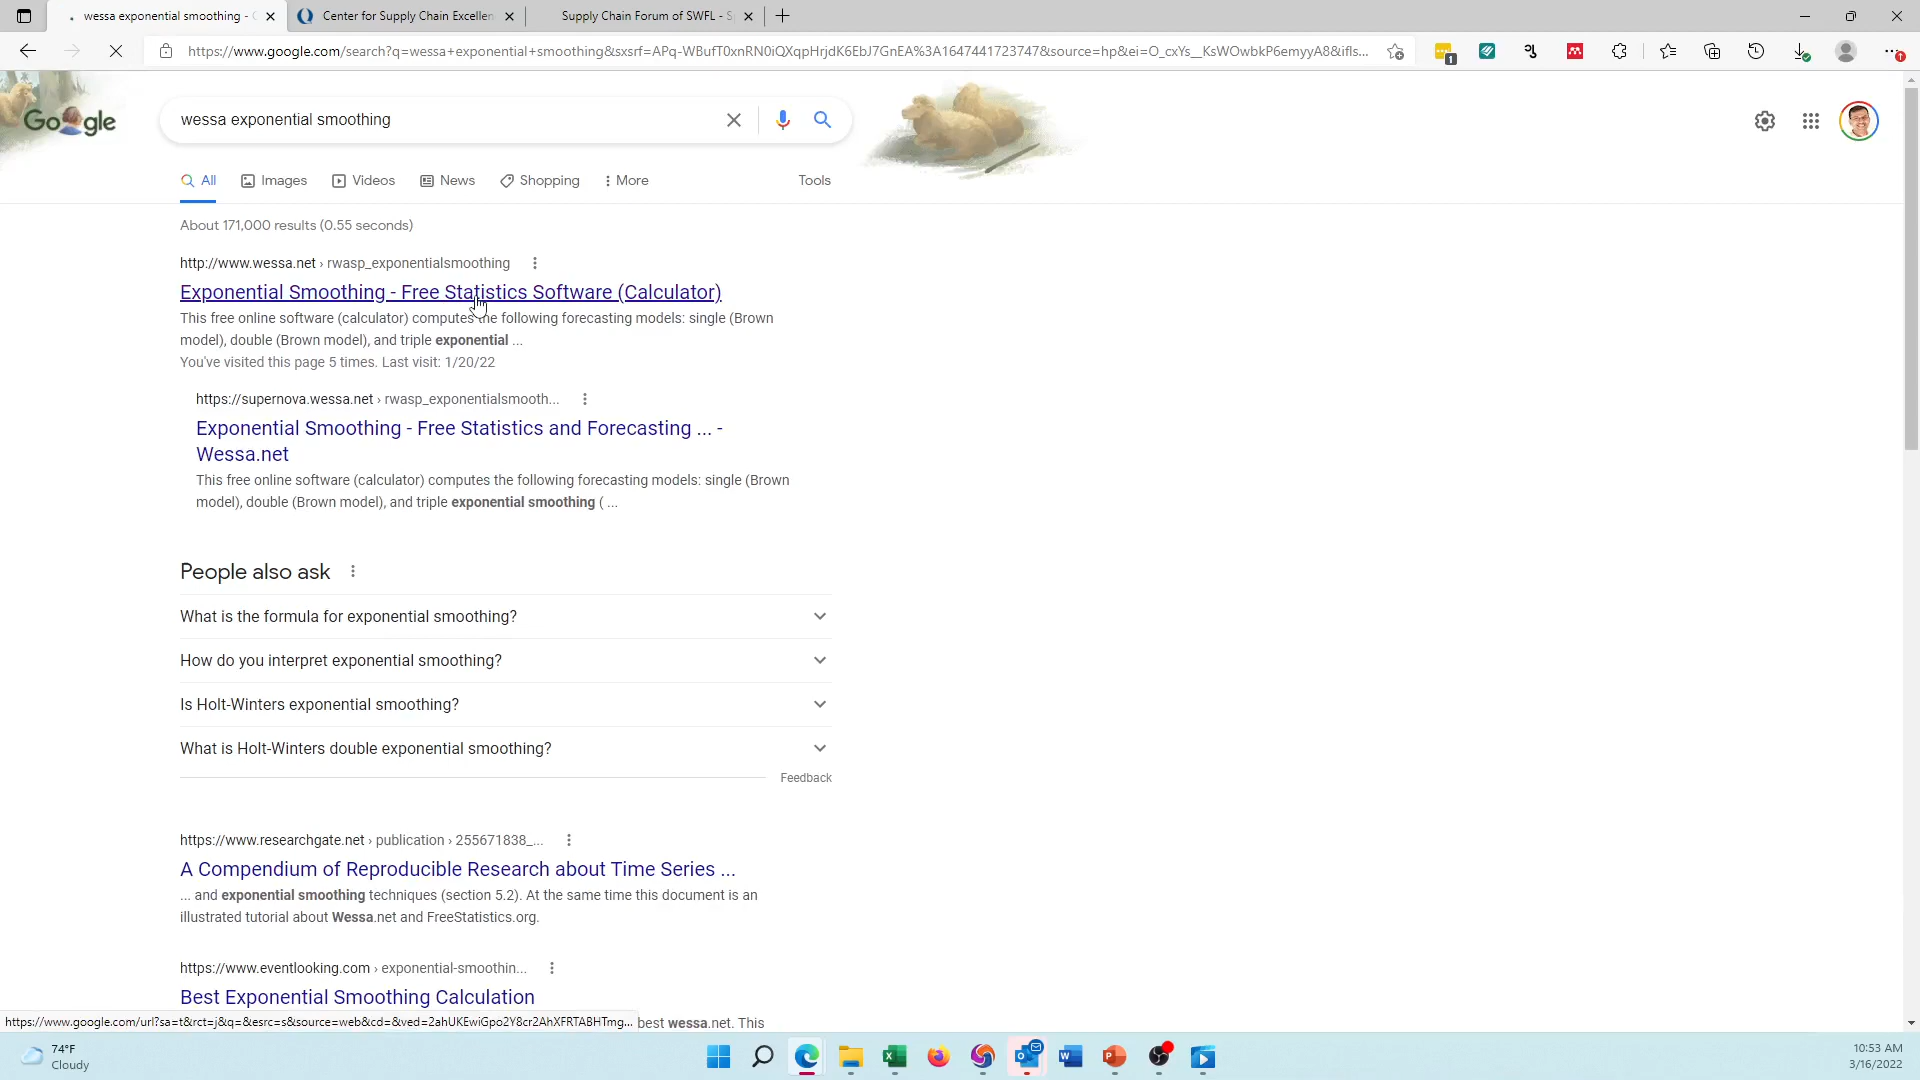 wessa exponential smoothing -
Center for Supply Chain Excellen
Supply Chain Forum of SWFL - S
https://www.google.com/search?q=wessa+exponential+smoothing&sxsrf=APq-WBufT0xnRN0iQXqpHrjdK6EbJ7GnEA%3A1647441723747&source=hp&ei=O_cxYs__KsWOwbkP6emyyA8&ifls...
1
Google
wessa exponential smoothing
All
Images
Videos
News
Shopping
More
Tools
About 171,000 results (0.55 seconds)
http://www.wessa.net › rwasp_exponentialsmoothing
Exponential Smoothing - Free Statistics Software (Calculator)
This free online software (calculator) computes the following forecasting models: single (Brown
model), double (Brown model), and triple exponential ...
You've visited this page 5 times. Last visit: 1/20/22
https://supernova.wessa.net › rwasp_exponentialsmooth...
Exponential Smoothing - Free Statistics and Forecasting ... -
Wessa.net
This free online software (calculator) computes the following forecasting models: single (Brown
model), double (Brown model), and triple exponential smoothing ( ...
People also ask
What is the formula for exponential smoothing?
How do you interpret exponential smoothing?
Is Holt-Winters exponential smoothing?
What is Holt-Winters double exponential smoothing?
Feedback
https://www.researchgate.net › publication › 255671838_...
A Compendium of Reproducible Research about Time Series ...
... and exponential smoothing techniques (section 5.2). At the same time this document is an
illustrated tutorial about Wessa.net and FreeStatistics.org.
https://www.eventlooking.com › exponential-smoothin...
Best Exponential Smoothing Calculation
https://www.google.com/url?sa=t&rct=j&q=&esrc=s&source=web&cd=&ved=2ahUKEwiGpo2Y8cr2AhXFRTABHTmg...
best wessa.net. This
74°F
Cloudy
10:53 AM
3/16/2022